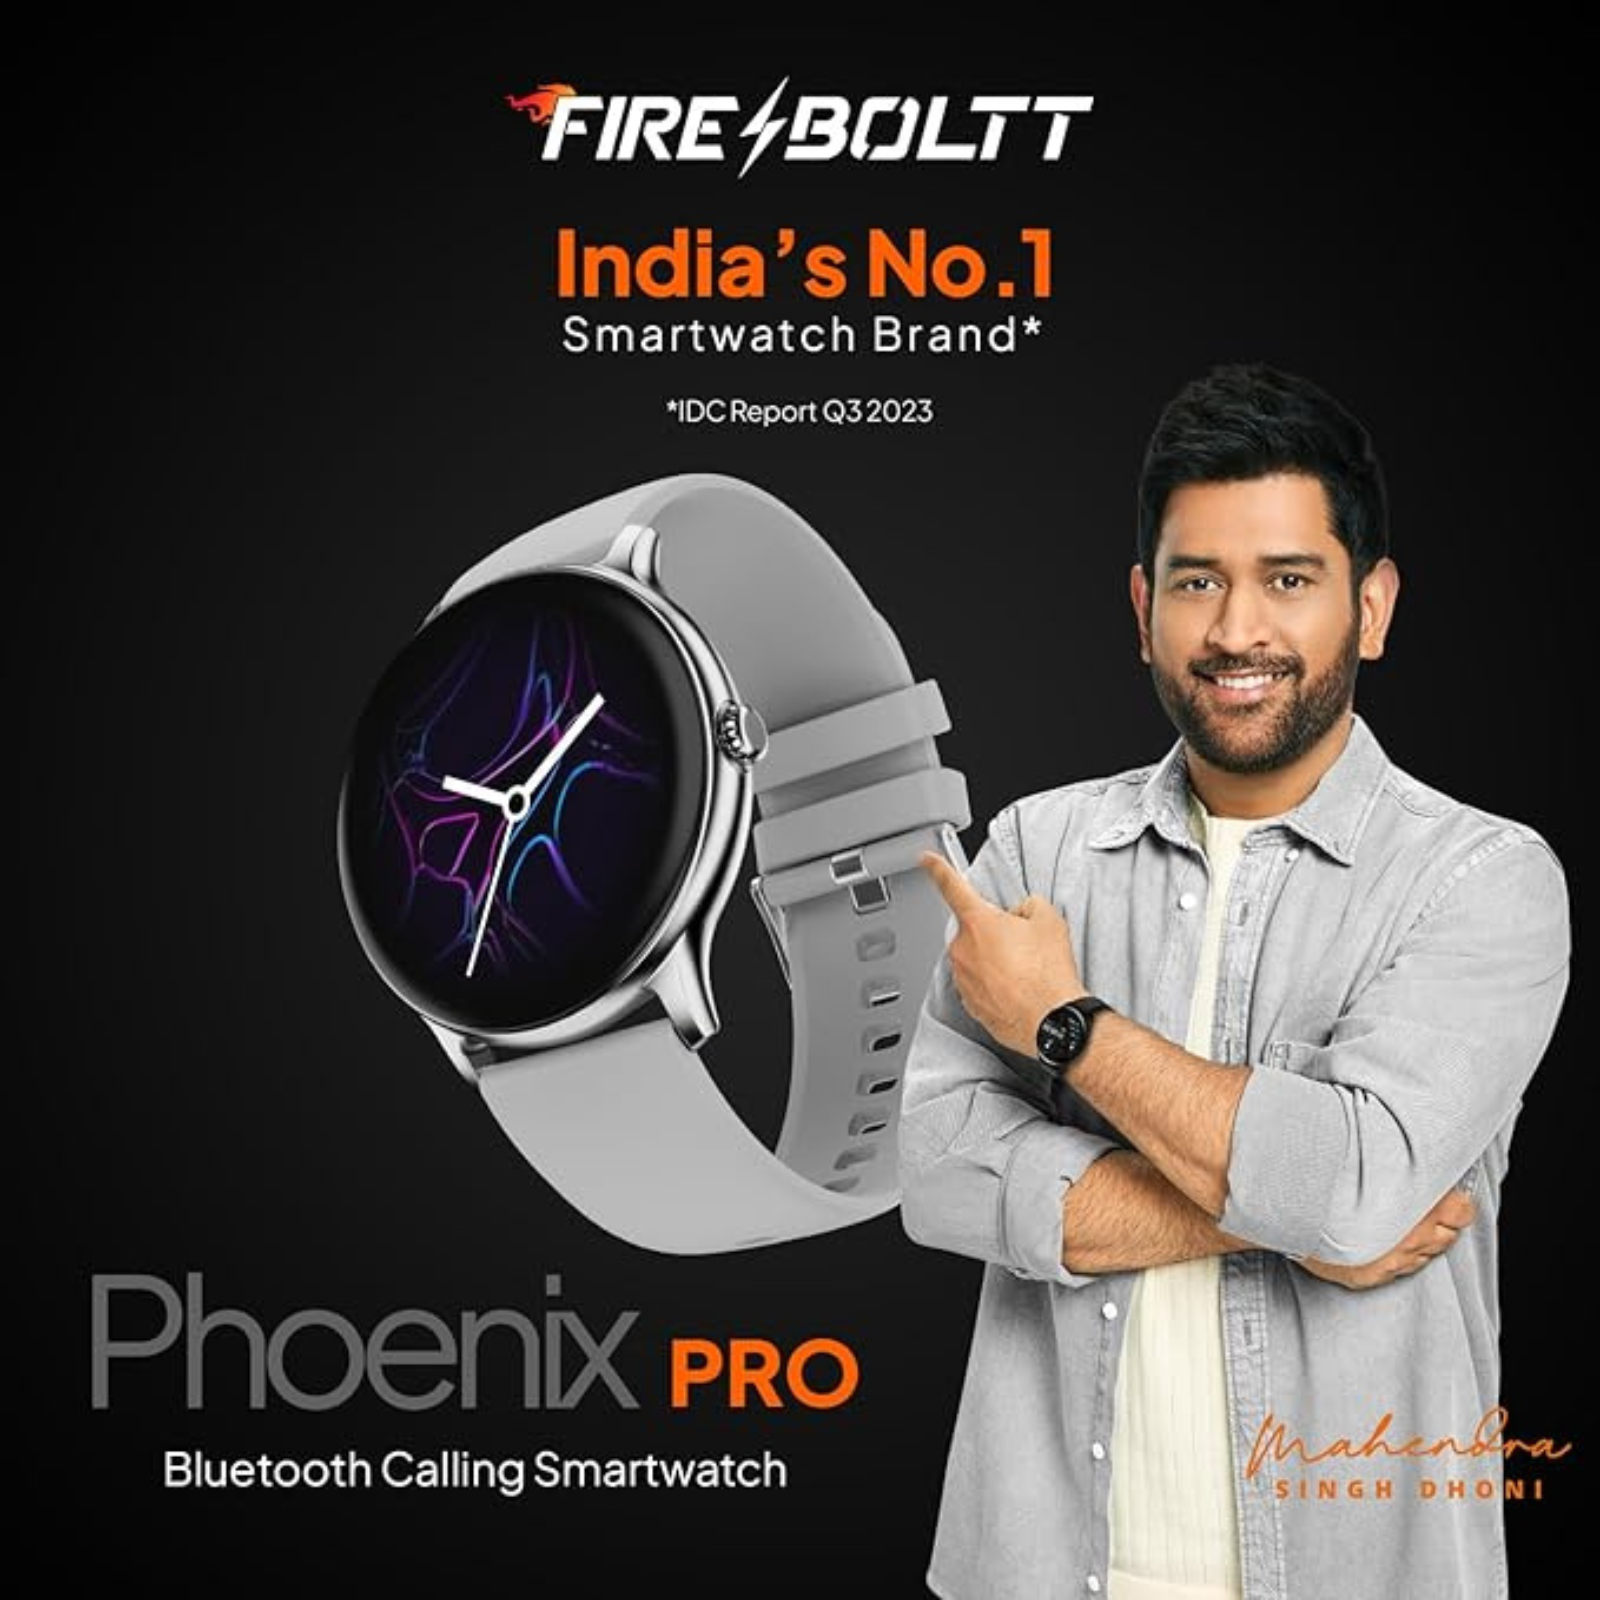 FIRE BOLTT
India's No.1
Smartwatch Brand*
*IDC Report Q3 2023
Phoenix PRO
Bluetooth Calling Smartwatch
Mahendra
SINGH DHONI